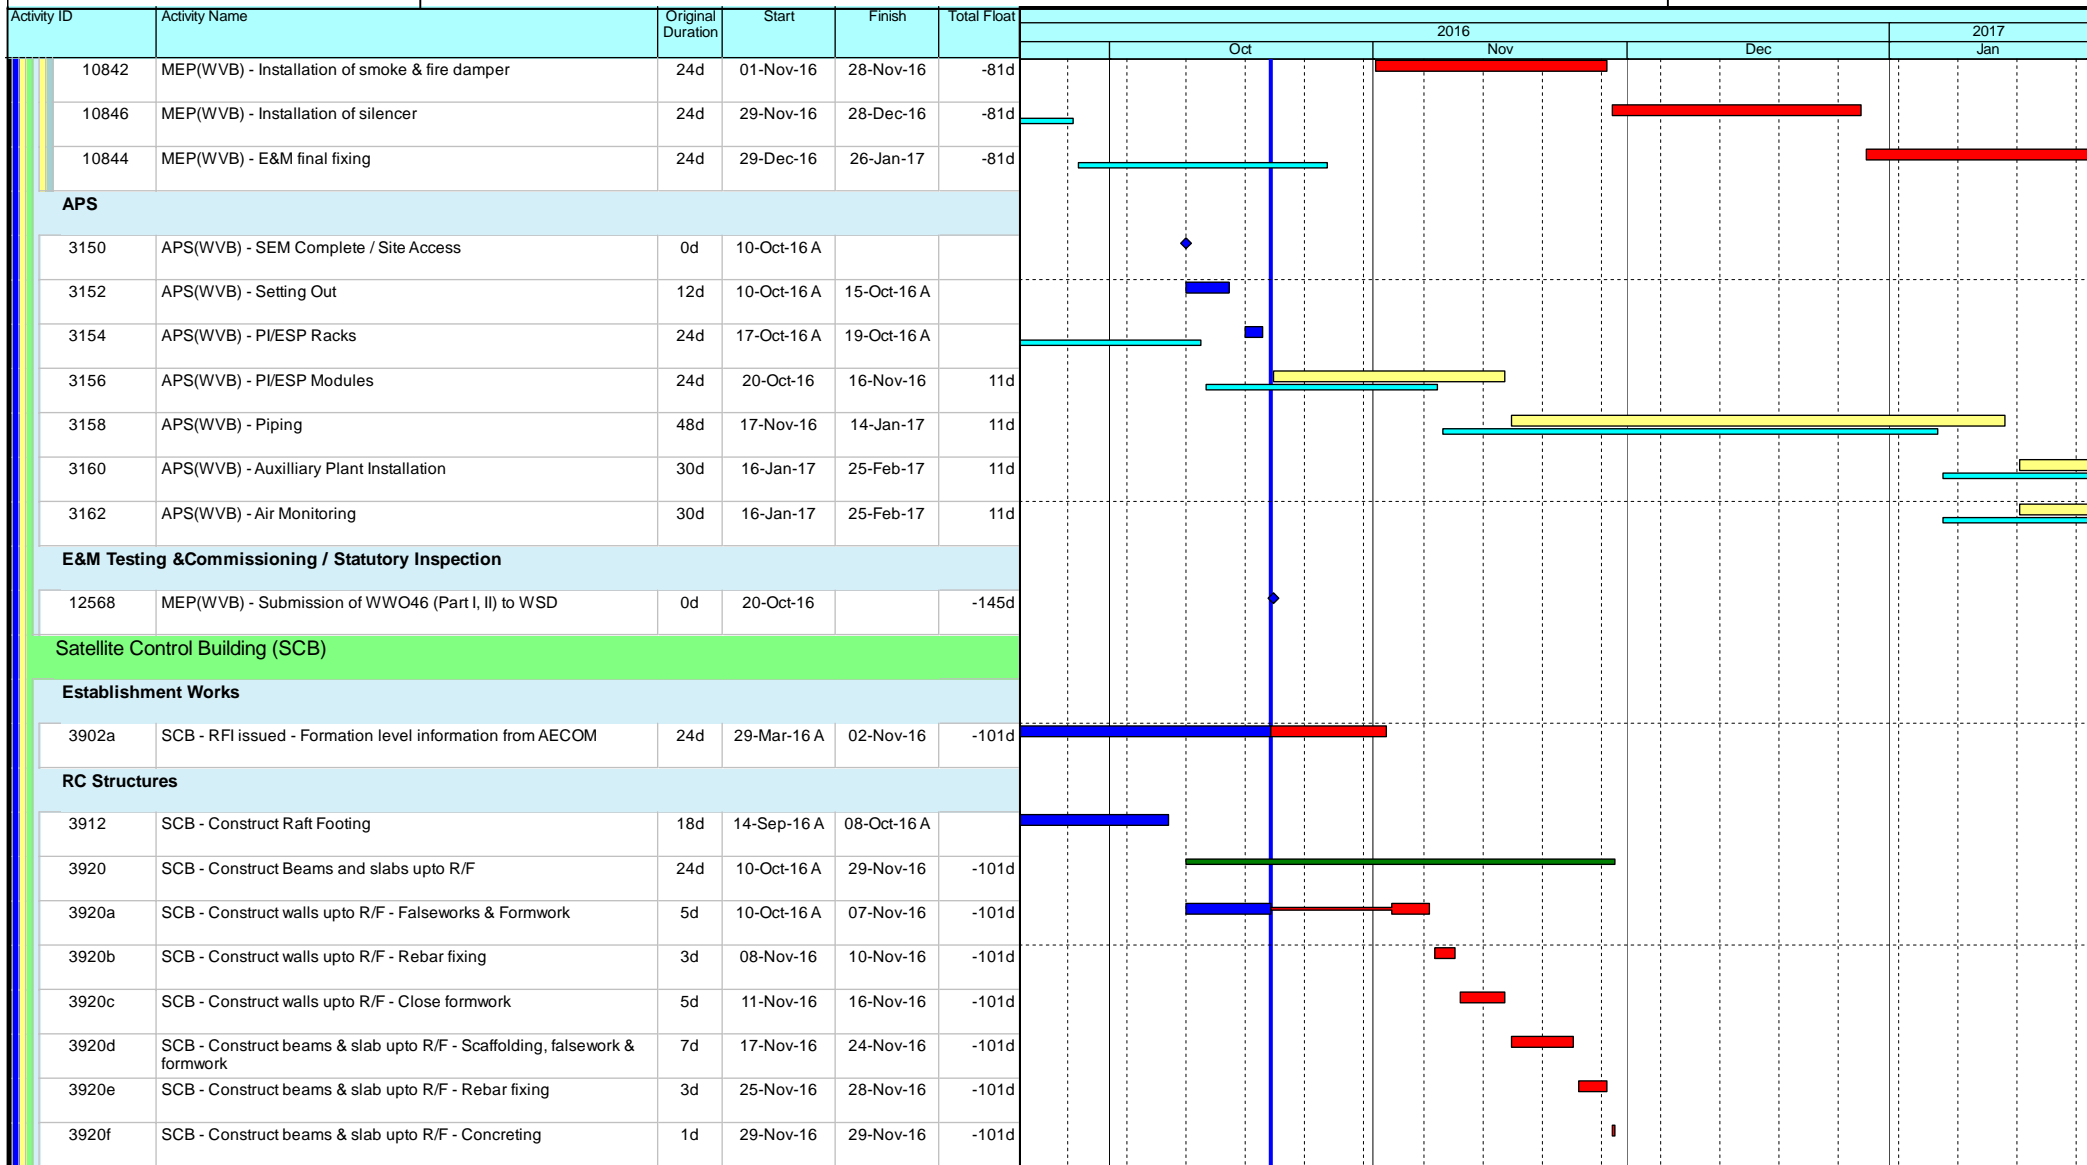 Activity ID Activity Name Original Duration Start Finish Total Float
2016 2017
Oct Nov Dec Jan
10842 MEP(WVB) - Installation of smoke & fire damper 24d 01-Nov-16 28-Nov-16 -81d
10846 MEP(WVB) - Installation of silencer 24d 29-Nov-16 28-Dec-16 -81d
10844 MEP(WVB) - E&M final fixing 24d 29-Dec-16 26-Jan-17 -81d
APS
3150 APS(WVB) - SEM Complete / Site Access 0d 10-Oct-16 A
3152 APS(WVB) - Setting Out 12d 10-Oct-16 A 15-Oct-16 A
3154 APS(WVB) - PI/ESP Racks 24d 17-Oct-16 A 19-Oct-16 A
3156 APS(WVB) - PI/ESP Modules 24d 20-Oct-16 16-Nov-16 11d
3158 APS(WVB) - Piping 48d 17-Nov-16 14-Jan-17 11d
3160 APS(WVB) - Auxilliary Plant Installation 30d 16-Jan-17 25-Feb-17 11d
3162 APS(WVB) - Air Monitoring 30d 16-Jan-17 25-Feb-17 11d
E&M Testing &Commissioning / Statutory Inspection
12568 MEP(WVB) - Submission of WWO46 (Part I, II) to WSD 0d 20-Oct-16 -145d
Satellite Control Building (SCB)
Establishment Works
3902a SCB - RFI issued - Formation level information from AECOM 24d 29-Mar-16 A 02-Nov-16 -101d
RC Structures
3912 SCB - Construct Raft Footing 18d 14-Sep-16 A 08-Oct-16 A
3920 SCB - Construct Beams and slabs upto R/F 24d 10-Oct-16 A 29-Nov-16 -101d
3920a SCB - Construct walls upto R/F - Falseworks & Formwork 5d 10-Oct-16 A 07-Nov-16 -101d
3920b SCB - Construct walls upto R/F - Rebar fixing 3d 08-Nov-16 10-Nov-16 -101d
3920c SCB - Construct walls upto R/F - Close formwork 5d 11-Nov-16 16-Nov-16 -101d
3920d SCB - Construct beams & slab upto R/F - Scaffolding, falsework & 7d 17-Nov-16 24-Nov-16 -101d
formwork
3920e SCB - Construct beams & slab upto R/F - Rebar fixing 3d 25-Nov-16 28-Nov-16 -101d
3920f SCB - Construct beams & slab upto R/F - Concreting 1d 29-Nov-16 29-Nov-16 -101d